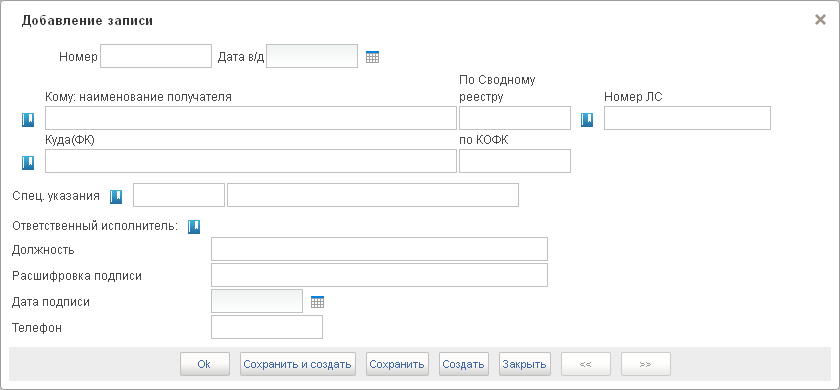 Добавление записи
Номер Дата в/д
По Сводному
Кому: наименование получателя реестру Номер ЛС
Куда(ФК) по КОФК
Спец. указания
Ответственный исполнитель:
Должность
Расшифровка подписи
Дата подписи
Телефон
Ok Сохранить и создать Сохранить Создать Закрыть << >>